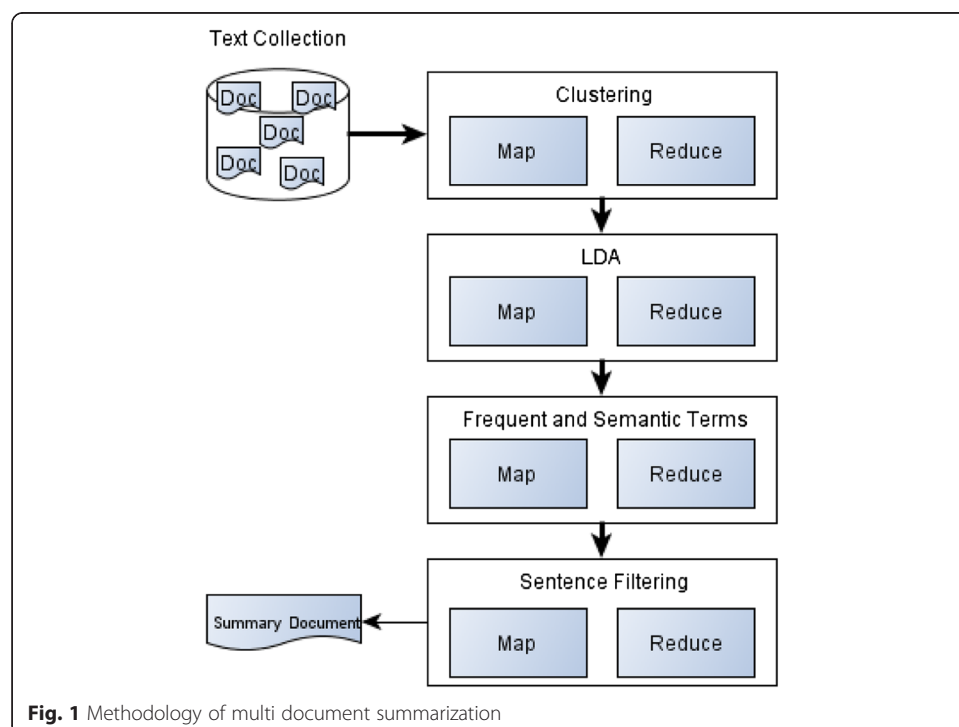 Text Collection
Doc
Doc
Doc
Doc
Doc
Clustering
Map
Reduce
LDA
Map
Reduce
Frequent and Semantic Terms
Map
Reduce
Sentence Filtering
Map
Reduce
Summary Document
Fig. 1 Methodology of multi document summarization